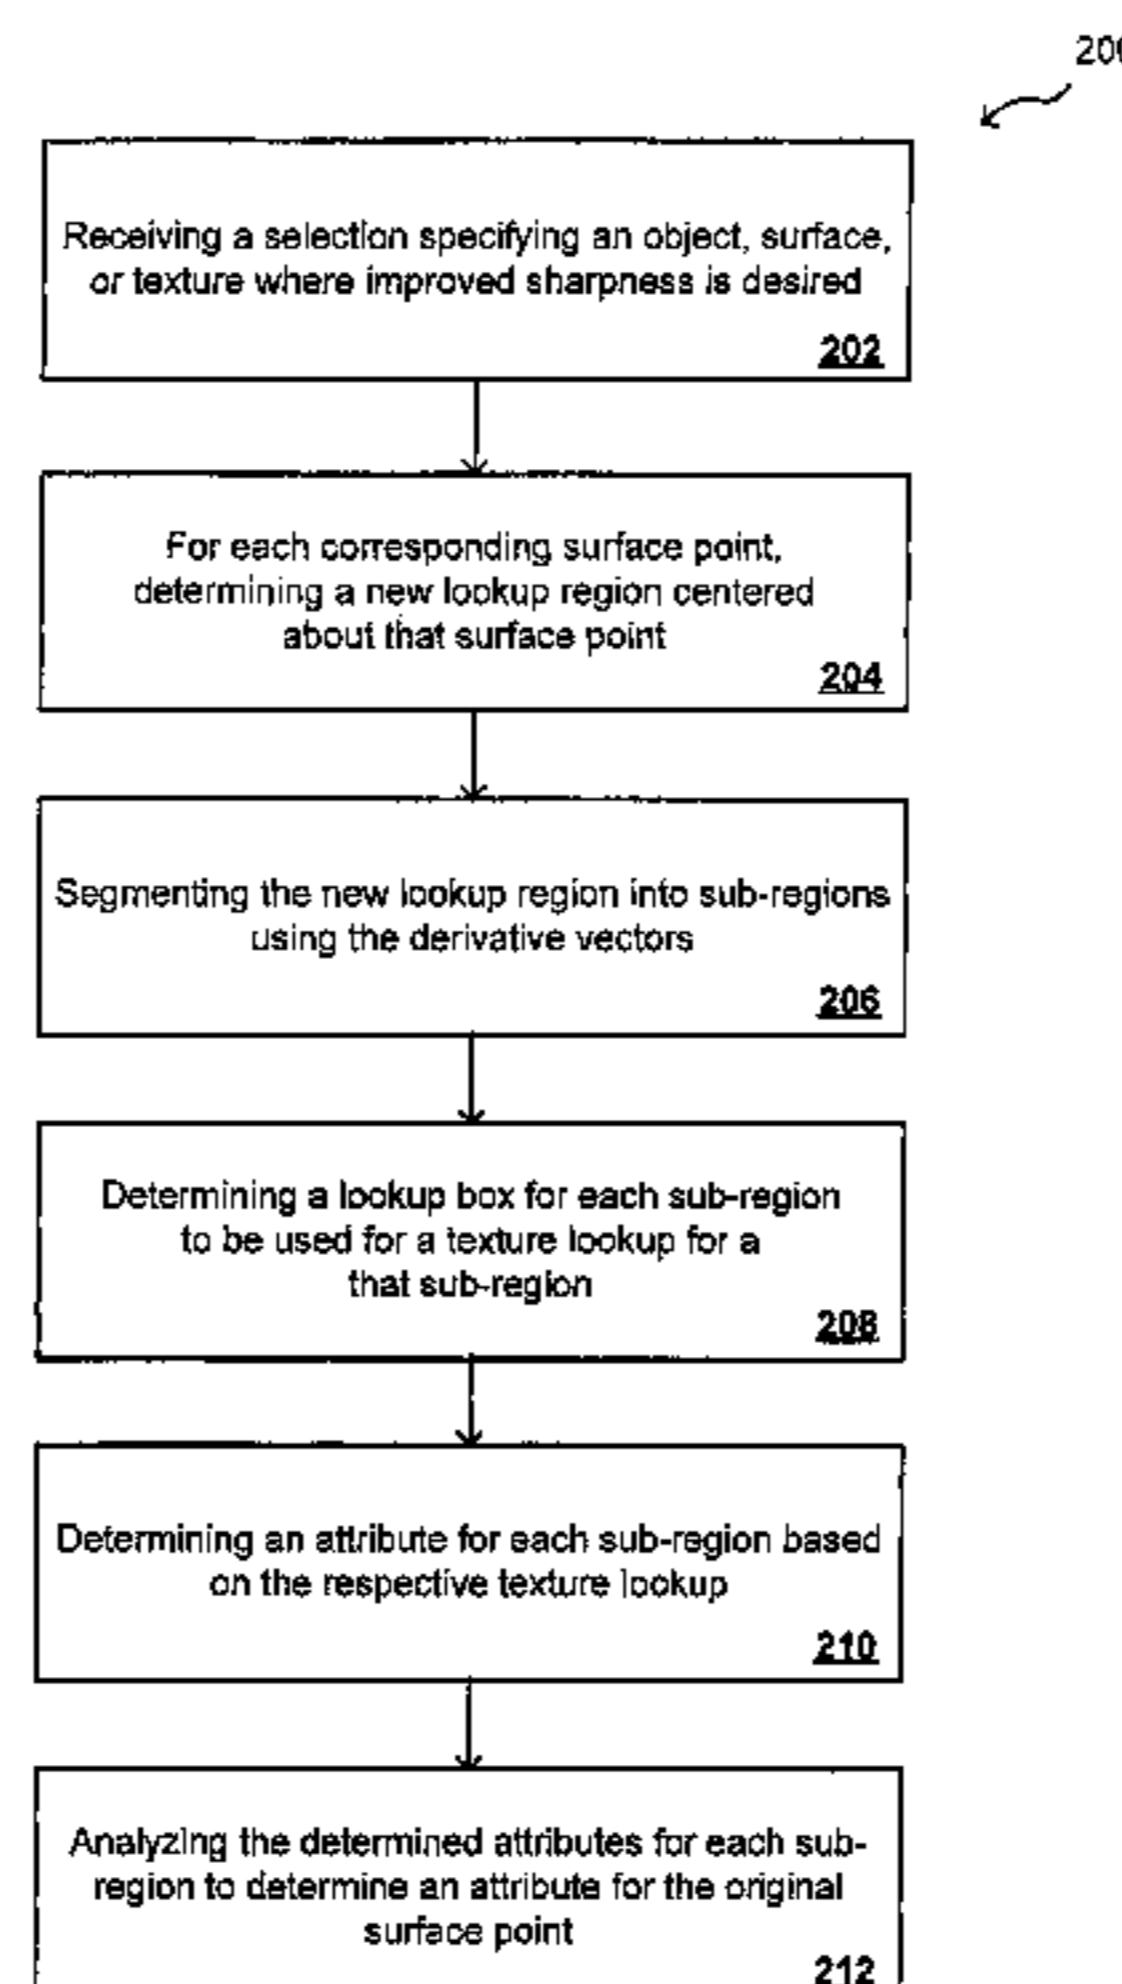 Receiving a selection specifying an object, surface,
or texture where improved sharpness is desired
202
For each corresponding surface point,
determining a new lookup region centered
about that surface point
204
Segmenting the new lookup region into sub-regions
using the derivative vectors
206
Determining a lookup box for each sub-region
to be used for a texture lookup for a
that sub-region
208
Determining an attribute for each sub-region based
on the respective texture lookup
210
Analyzing the determined attributes for each sub-
region to determine an attribute for the original
surface point
212